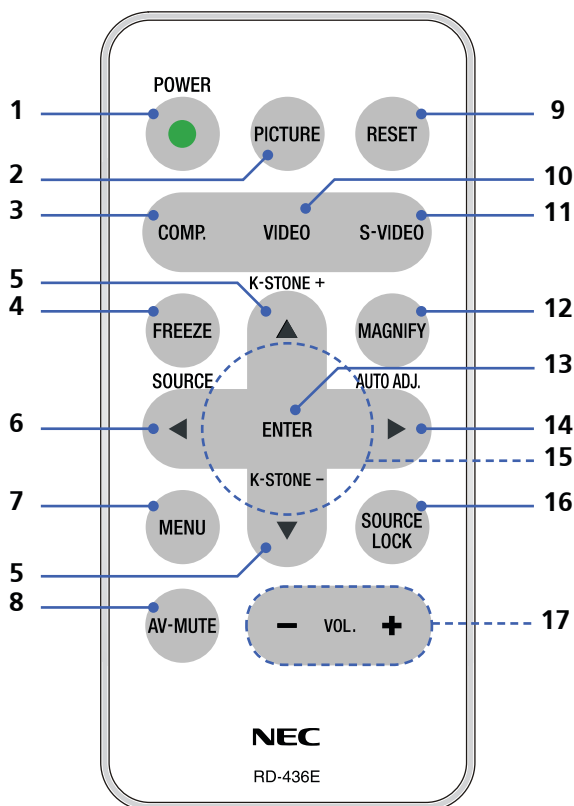 POWER
1
9
PICTURE
RESET
2
10
3
11
COMP.
VIDEO
S-VIDEO
5
K-STONE +
4
12
FREEZE
MAGNIFY
13
SOURCE
AUTO ADJ.
6
ENTER
14
15
K-STONE −
7
16
MENU
SOURCE
LOCK
5
8
AV-MUTE
− VOL. +
17
NEC
RD-436E